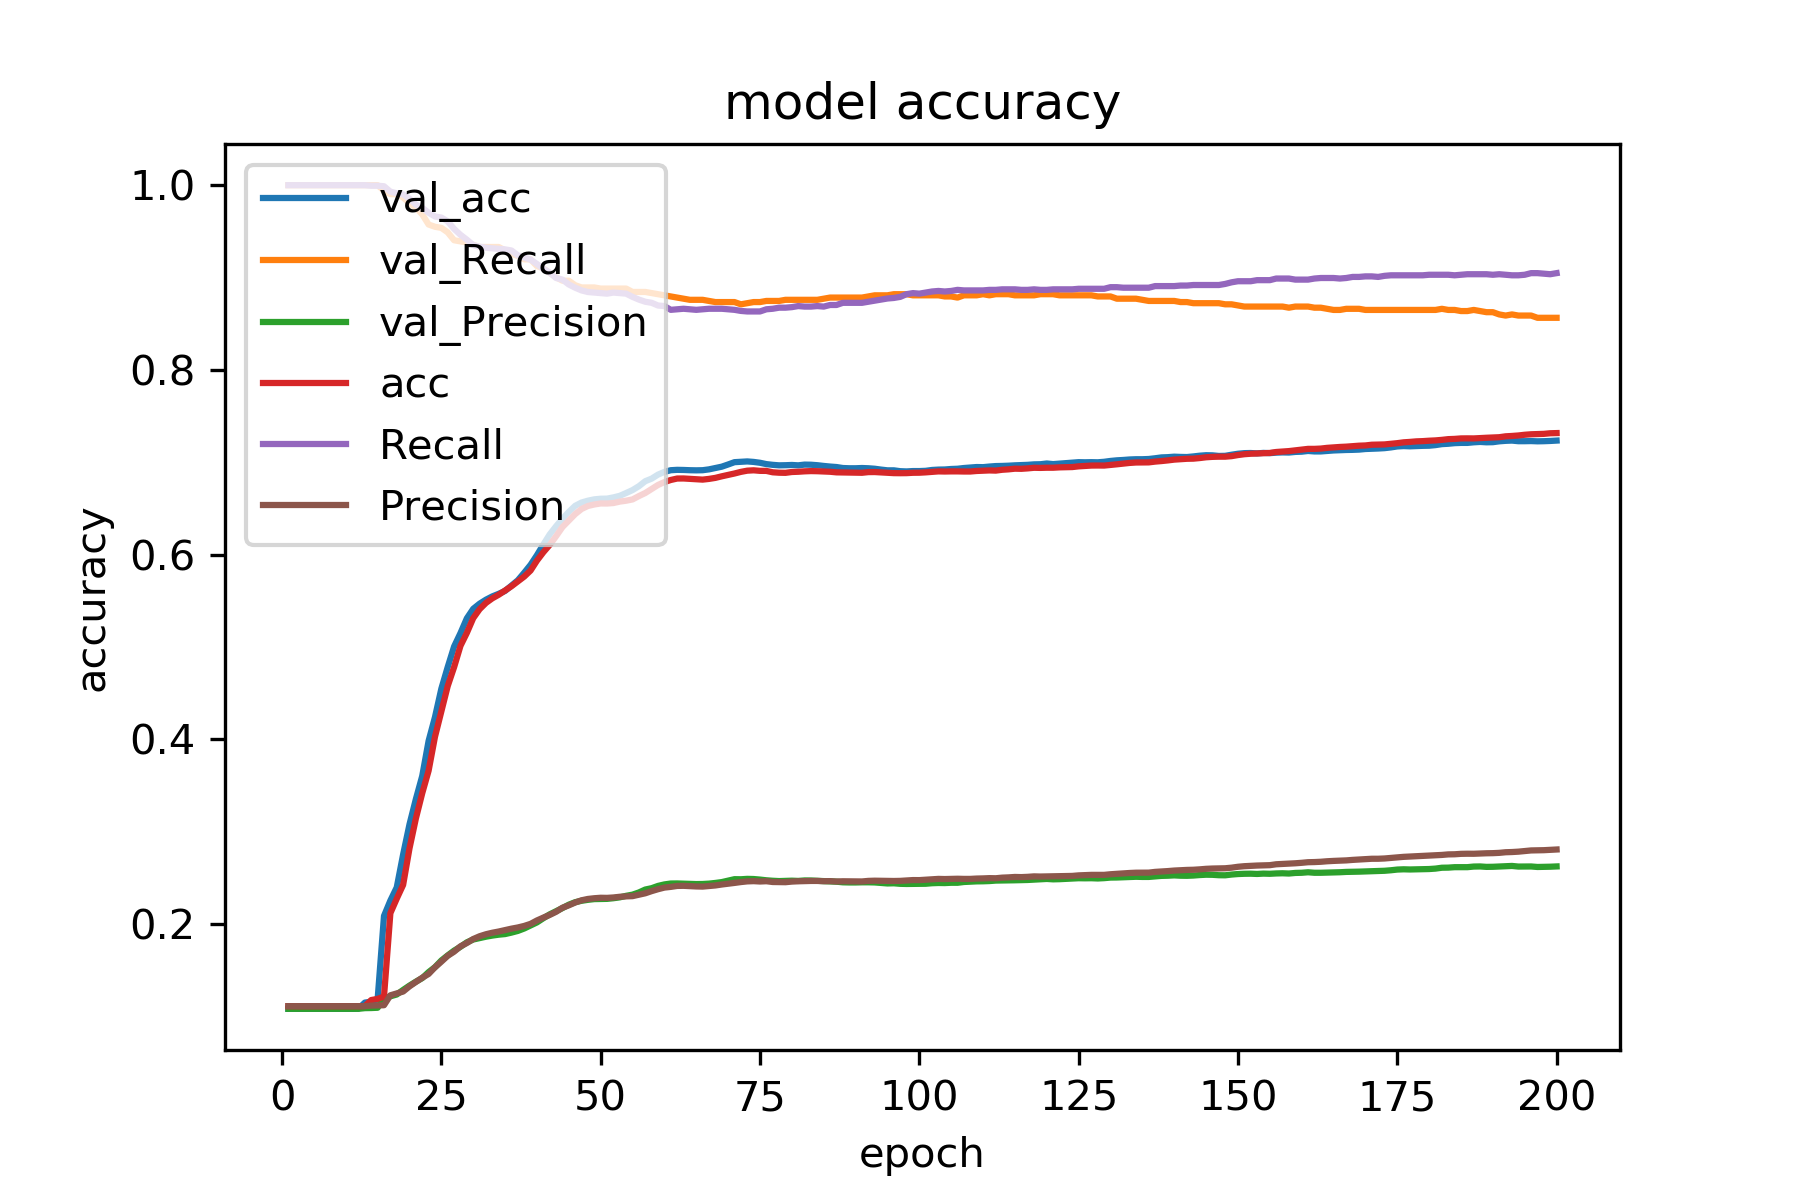 model accuracy
val_acc
val_Recall
val_Precision
acc
Recall
Precision
accuracy
1.0
0.8
0.6
0.4
0.2
0 25 50 75 100 125 150 175 200
epoch